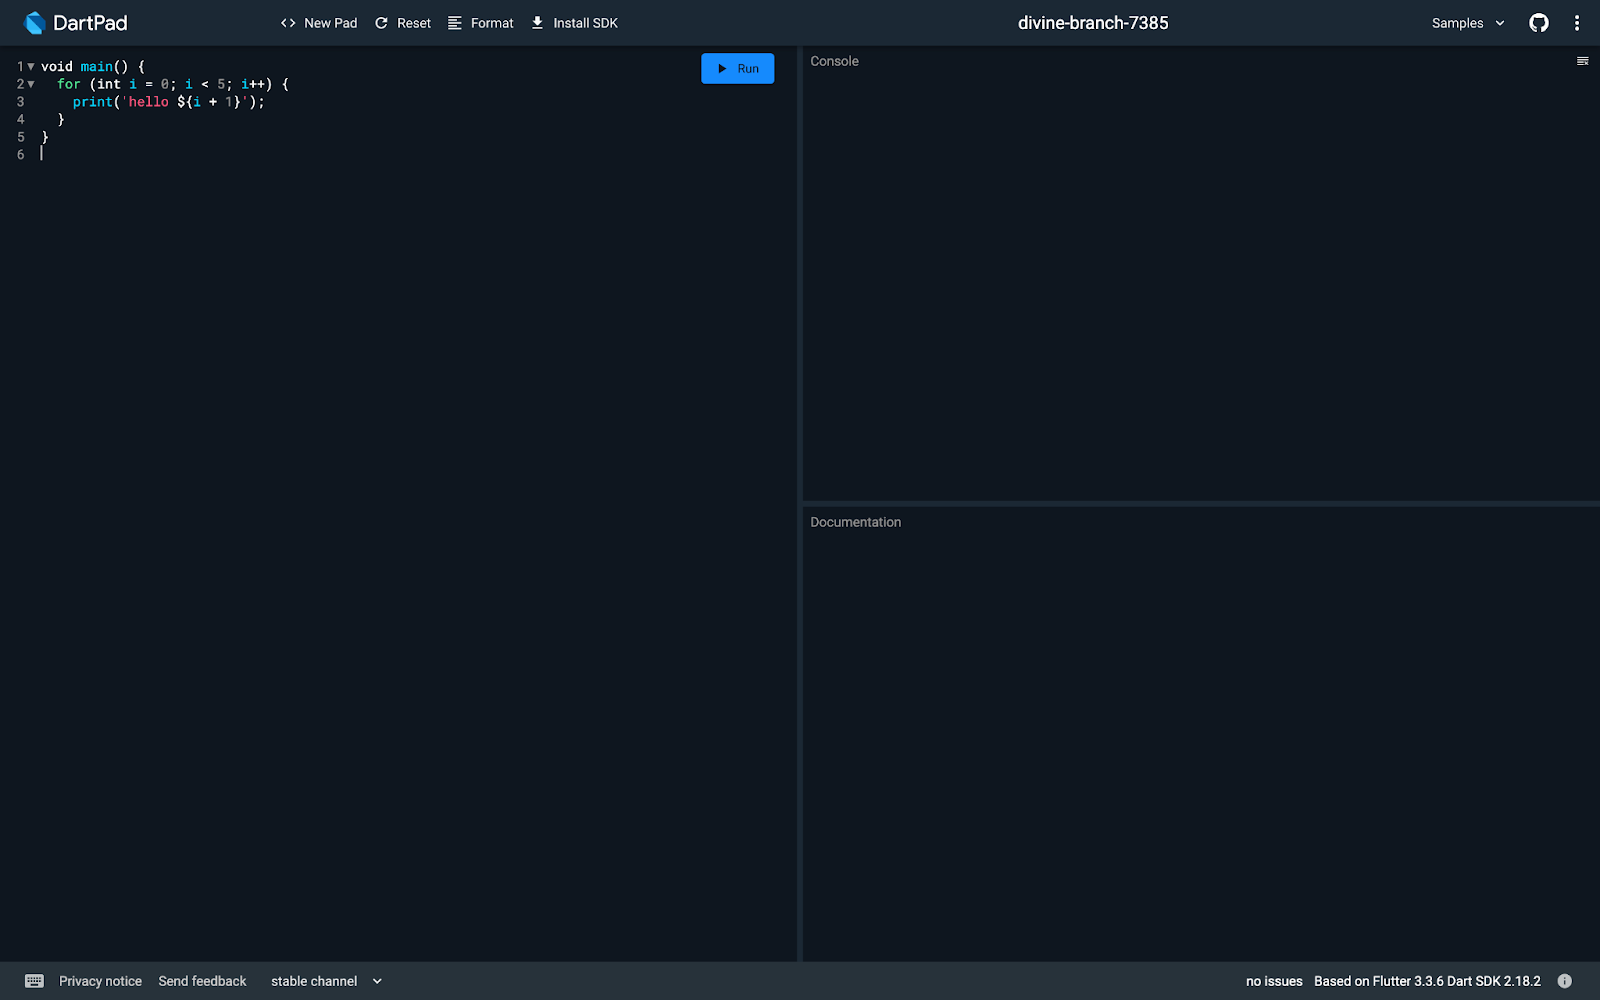 DartPad
New Pad
Reset
Format
Install SDK
divine-branch-7385
Samples
1 void main() {
2   for (int i = 0; i < 5; i++) {
3     print('hello ${i + 1}');
4   }
5 }
6
Run
Console
Documentation
Privacy notice
Send feedback
stable channel
no issues
Based on Flutter 3.3.6 Dart SDK 2.18.2